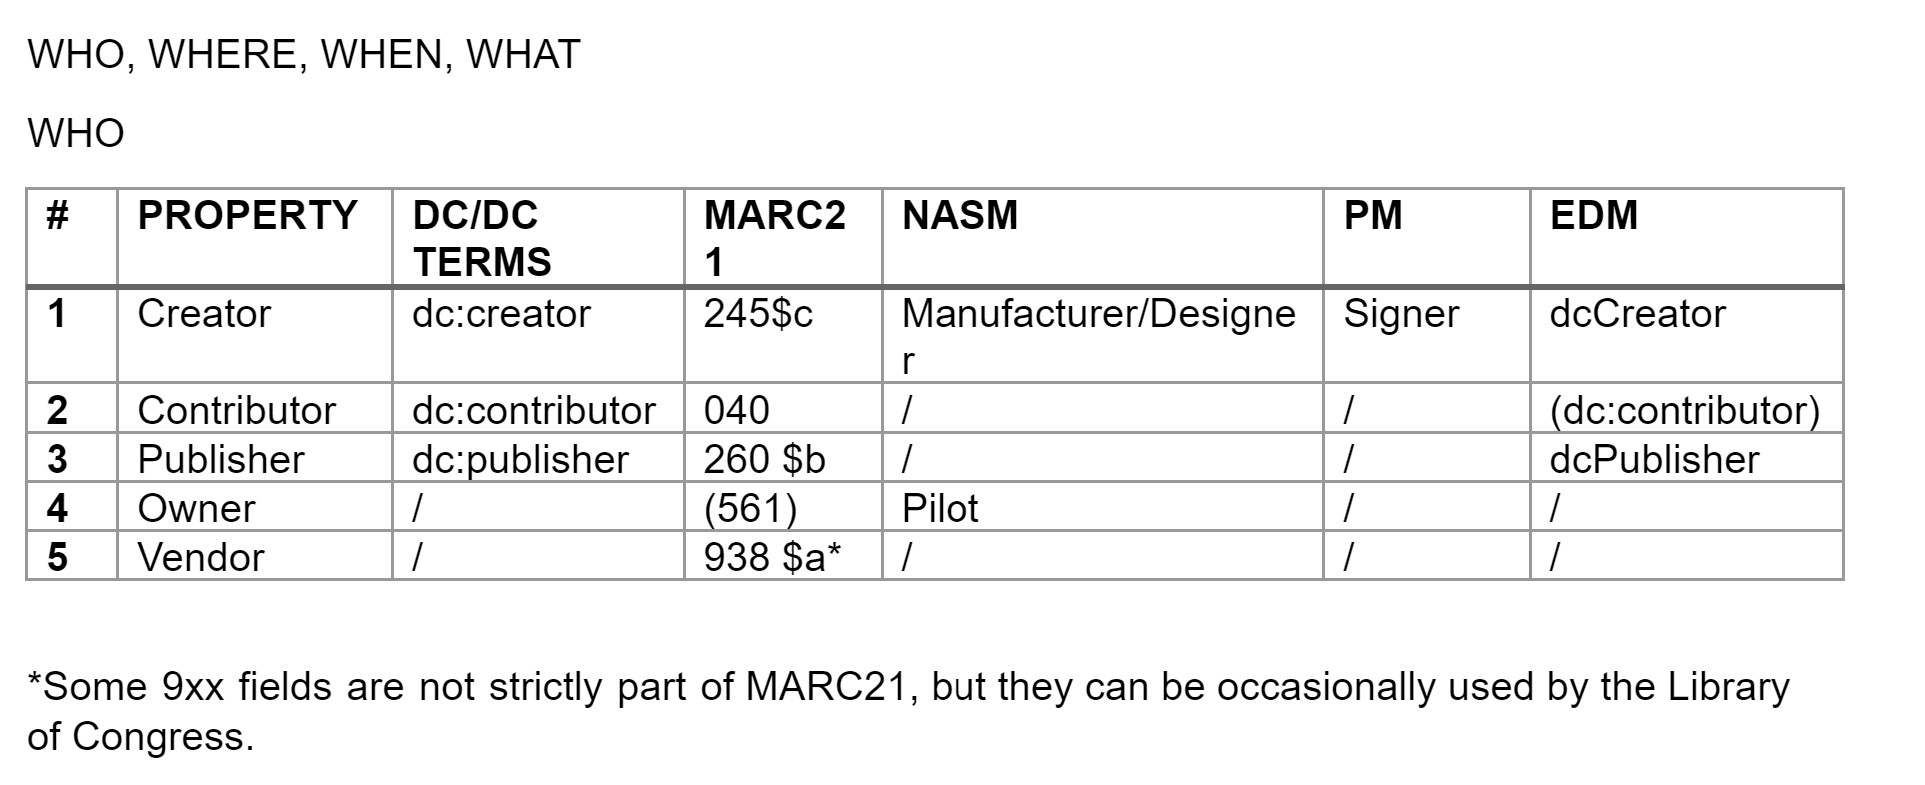 WHO, WHERE, WHEN, WHAT
WHO
# PROPERTY DC/DC TERMS MARC21 NASM PM EDM
1 Creator dc:creator 245$c Manufacturer/Designer Signer dcCreator
2 Contributor dc:contributor 040 / / (dc:contributor)
3 Publisher dc:publisher 260 $b / / dcPublisher
4 Owner / (561) Pilot / /
5 Vendor / 938 $a* / / /
*Some 9xx fields are not strictly part of MARC21, but they can be occasionally used by the Library
of Congress.